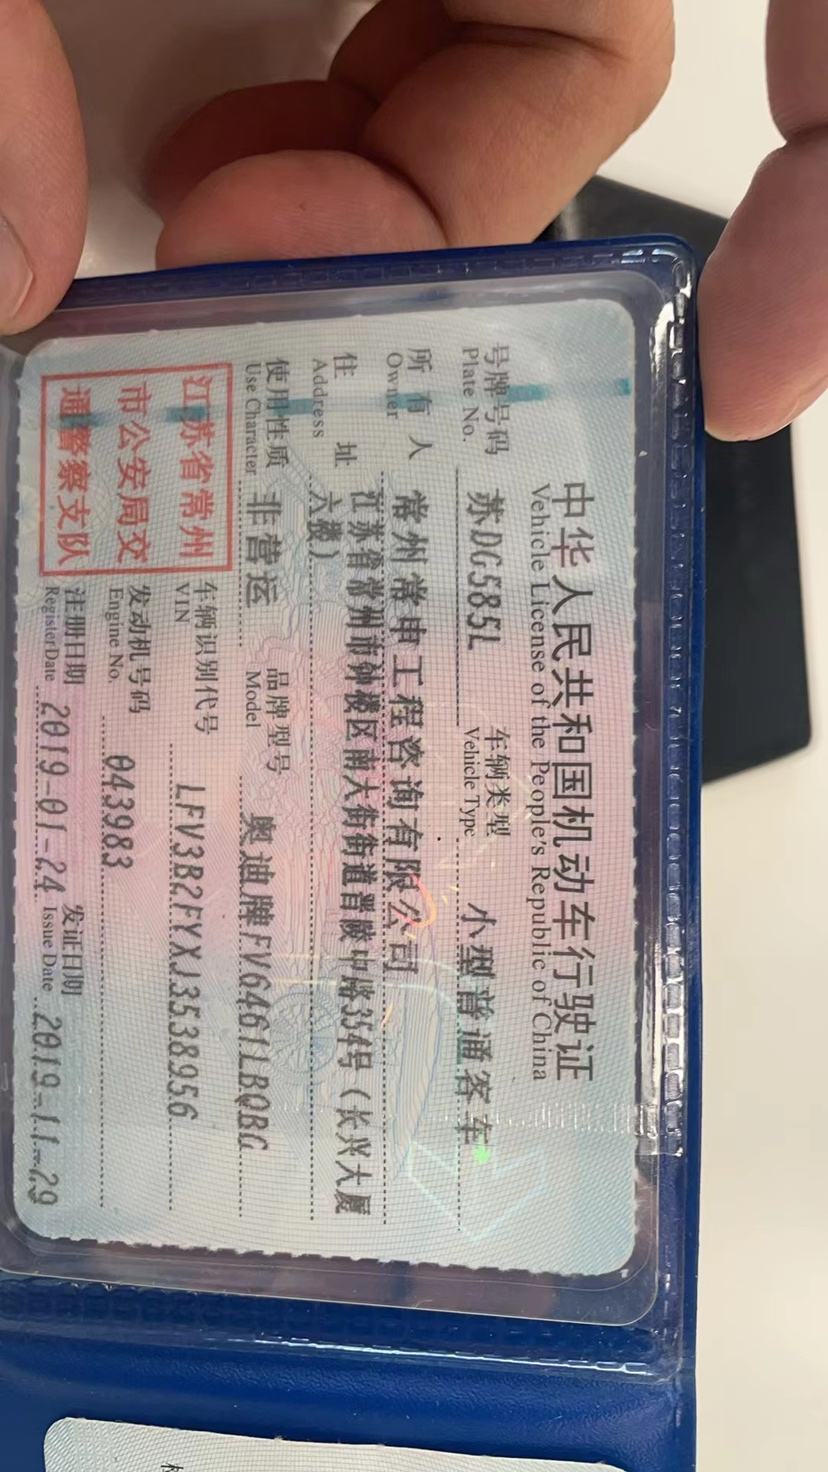 中华人民共和国机动车行驶证
Vehicle License of the People's Republic of China
号牌号码 苏DG585L 车辆类型 小型普通客车
Plate No. Vehicle Type
所有人 常州常申工程咨询有限公司
Owner
住址 江苏省常州市钟楼区南大街街道晋陵中路354号（长兴大厦
Address 六楼）
使用性质 非营运 品牌型号 奥迪牌FV6461LBQBG
Use Character Model
江苏省常州
市公安局交
通警察支队
车辆识别代号 LFV3B2FYXJ3538956
VIN
发动机号码 043983
Engine No.
注册日期 2019-01-24 发证日期 2019-11-29
Register Date Issue Date